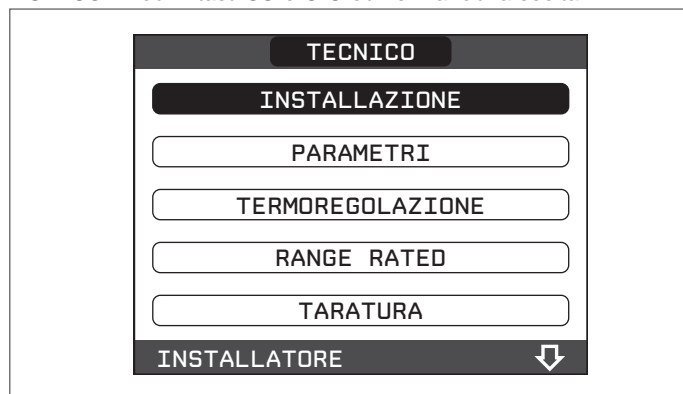 TECNICO
INSTALLAZIONE
PARAMETRI
TERMOREGOLAZIONE
RANGE RATED
TARATURA
INSTALLATORE